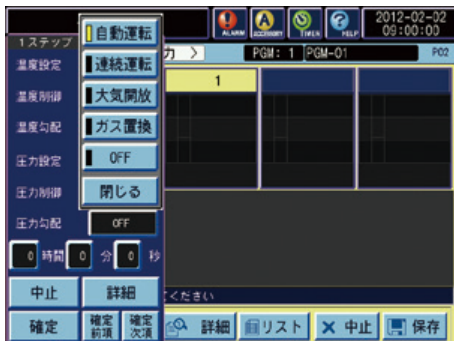 ALARM
ACCESSORY
TIMER
HELP
2012-02-02
09:00:00
1ステップ
自動運転
連続運転
大気開放
ガス置換
OFF
閉じる
力 〉
PGM: 1
PGM-01
P02
1
温度設定
温度制御
温度勾配
圧力設定
圧力制御
圧力勾配
OFF
0 時間 0 分 0 秒
中止
詳細
てください
確定
確定前項
確定次項
詳細
リスト
中止
保存